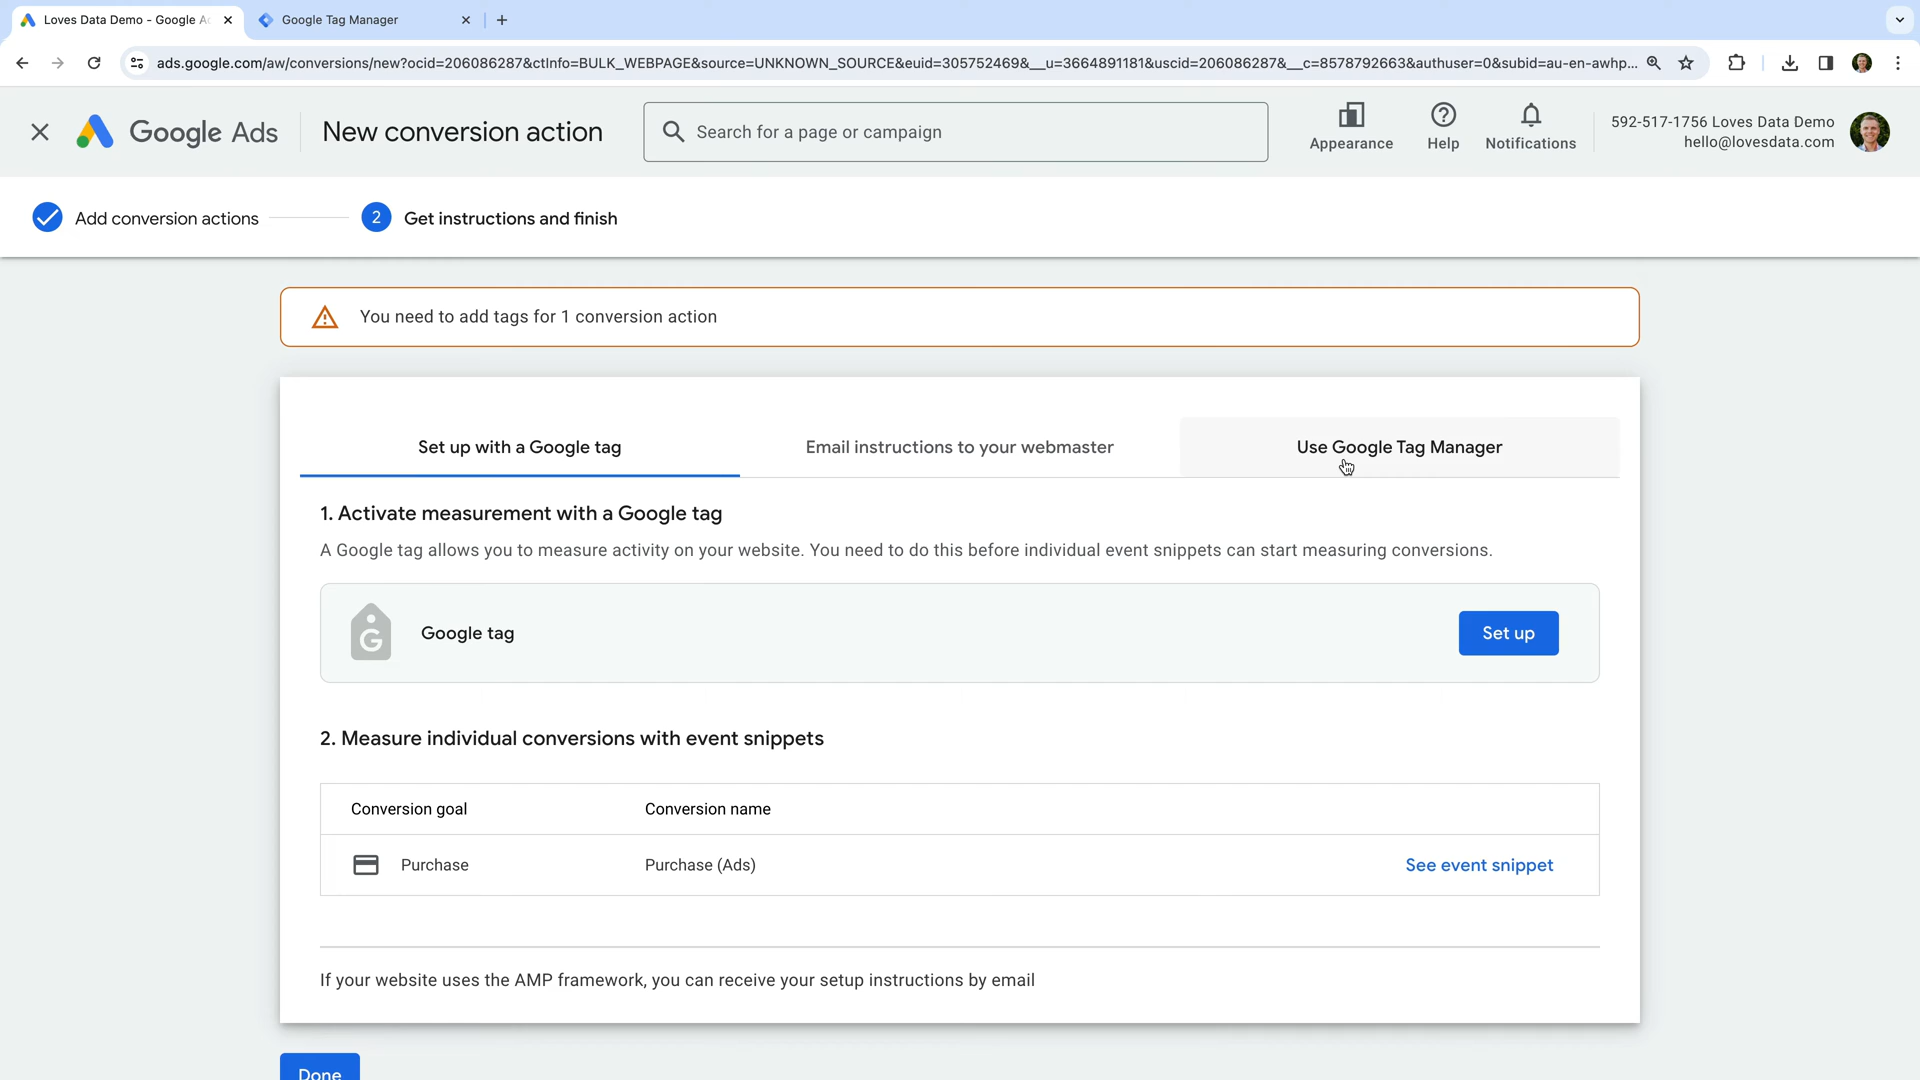 Loves Data Demo - Google A
Google Tag Manager
ads.google.com/aw/conversions/new?ocid=206086287&ctInfo=BULK_WEBPAGE&source=UNKNOWN_SOURCE&euid=305752469&__u=3664891181&uscid=206086287&__c=8578792663&authuser=0&subid=au-en-awhp...
Google Ads
New conversion action
Search for a page or campaign
Appearance
Help
Notifications
592-517-1756 Loves Data Demo
hello@lovesdata.com
Add conversion actions
2 Get instructions and finish
You need to add tags for 1 conversion action
Set up with a Google tag
Email instructions to your webmaster
Use Google Tag Manager
1. Activate measurement with a Google tag
A Google tag allows you to measure activity on your website. You need to do this before individual event snippets can start measuring conversions.
G
Google tag
Set up
2. Measure individual conversions with event snippets
Conversion goal
Conversion name
Purchase
Purchase (Ads)
See event snippet
If your website uses the AMP framework, you can receive your setup instructions by email
Done